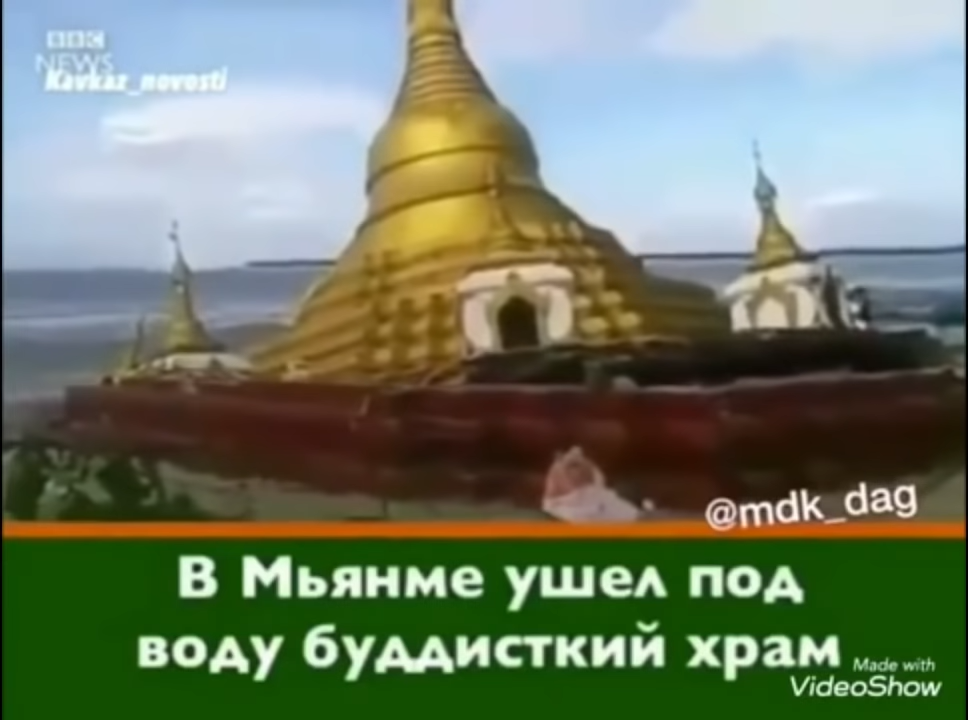 BBC
NEWS
Kavkaz_novosti
@mdk_dag
В Мьянме ушел под
воду буддисткий храм
Made with
VideoShow